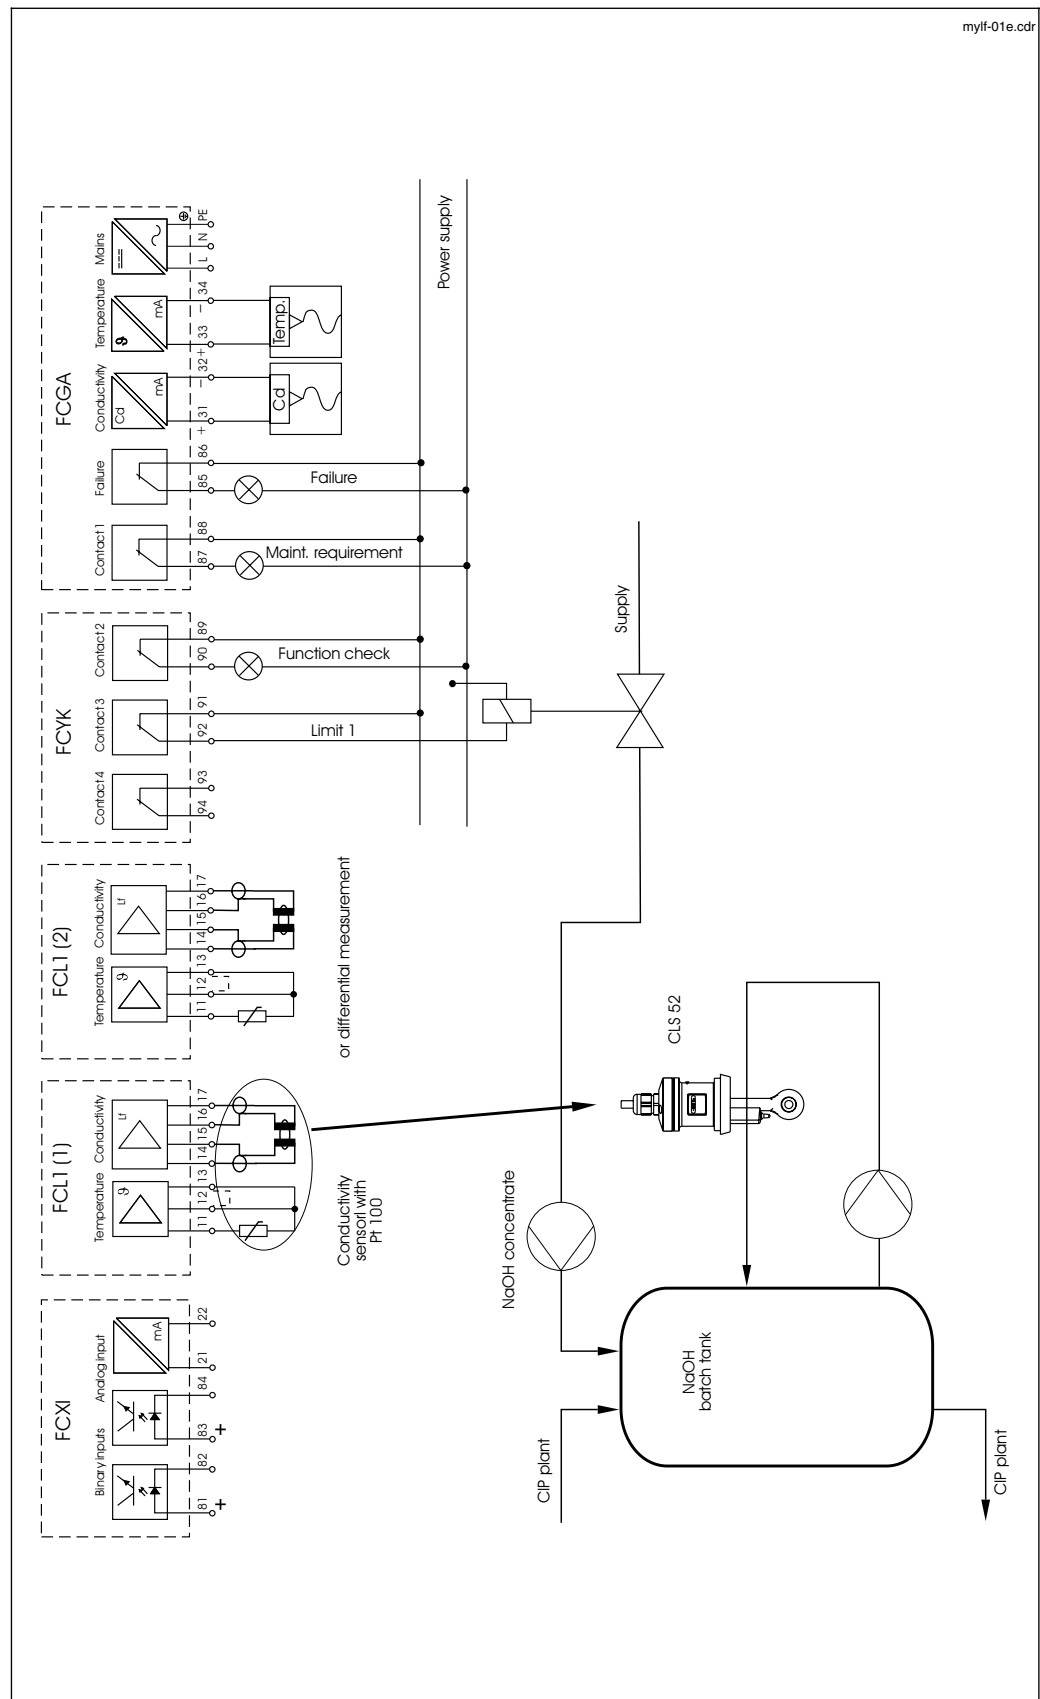 mylf-01e.cdr
FCXI
Binary inputs
Analog input
mA
81
82
83
84
21
22
+
+
FCL1 (1)
Temperature
Conductivity
ϑ
Lf
11
12
13
14
15
16
17
Conductivity
sensorl with
Pt 100
FCL1 (2)
Temperature
Conductivity
ϑ
Lf
11
12
13
14
15
16
17
or differential measurement
FCYK
Contact 4
Contact 3
Contact 2
94
93
92
91
90
89
Limit 1
Function check
FCGA
Contact 1
Failure
Conductivity
Temperature
Mains
Cd
mA
ϑ
mA
87
88
85
86
+
31
–
32
+
33
–
34
L
N
PE
Maint. requirement
Failure
Cd
Temp.
Power supply
Supply
CLS 52
NaOH concentrate
NaOH
batch tank
CIP plant
CIP plant